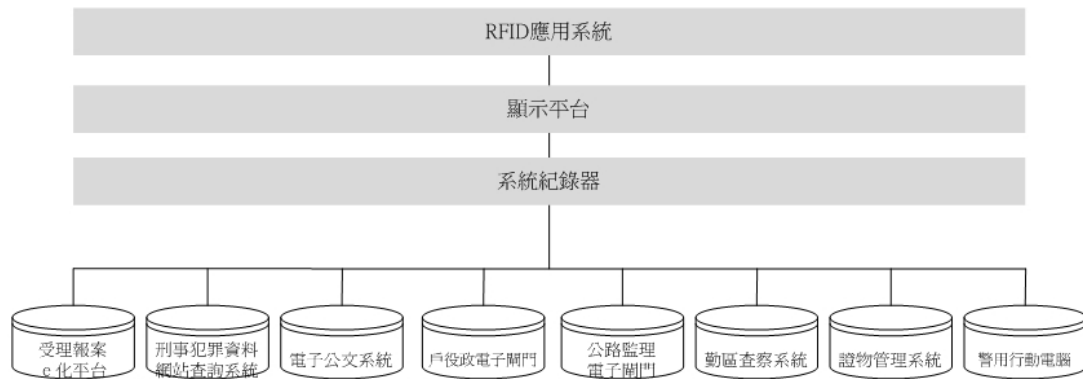 RFID應用系統
顯示平台
系統紀錄器
受理報案
e 化平台
刑事犯罪資料
網站查詢系統
電子公文系統
戶役政電子閘門
公路監理
電子閘門
勤區查察系統
證物管理系統
警用行動電腦